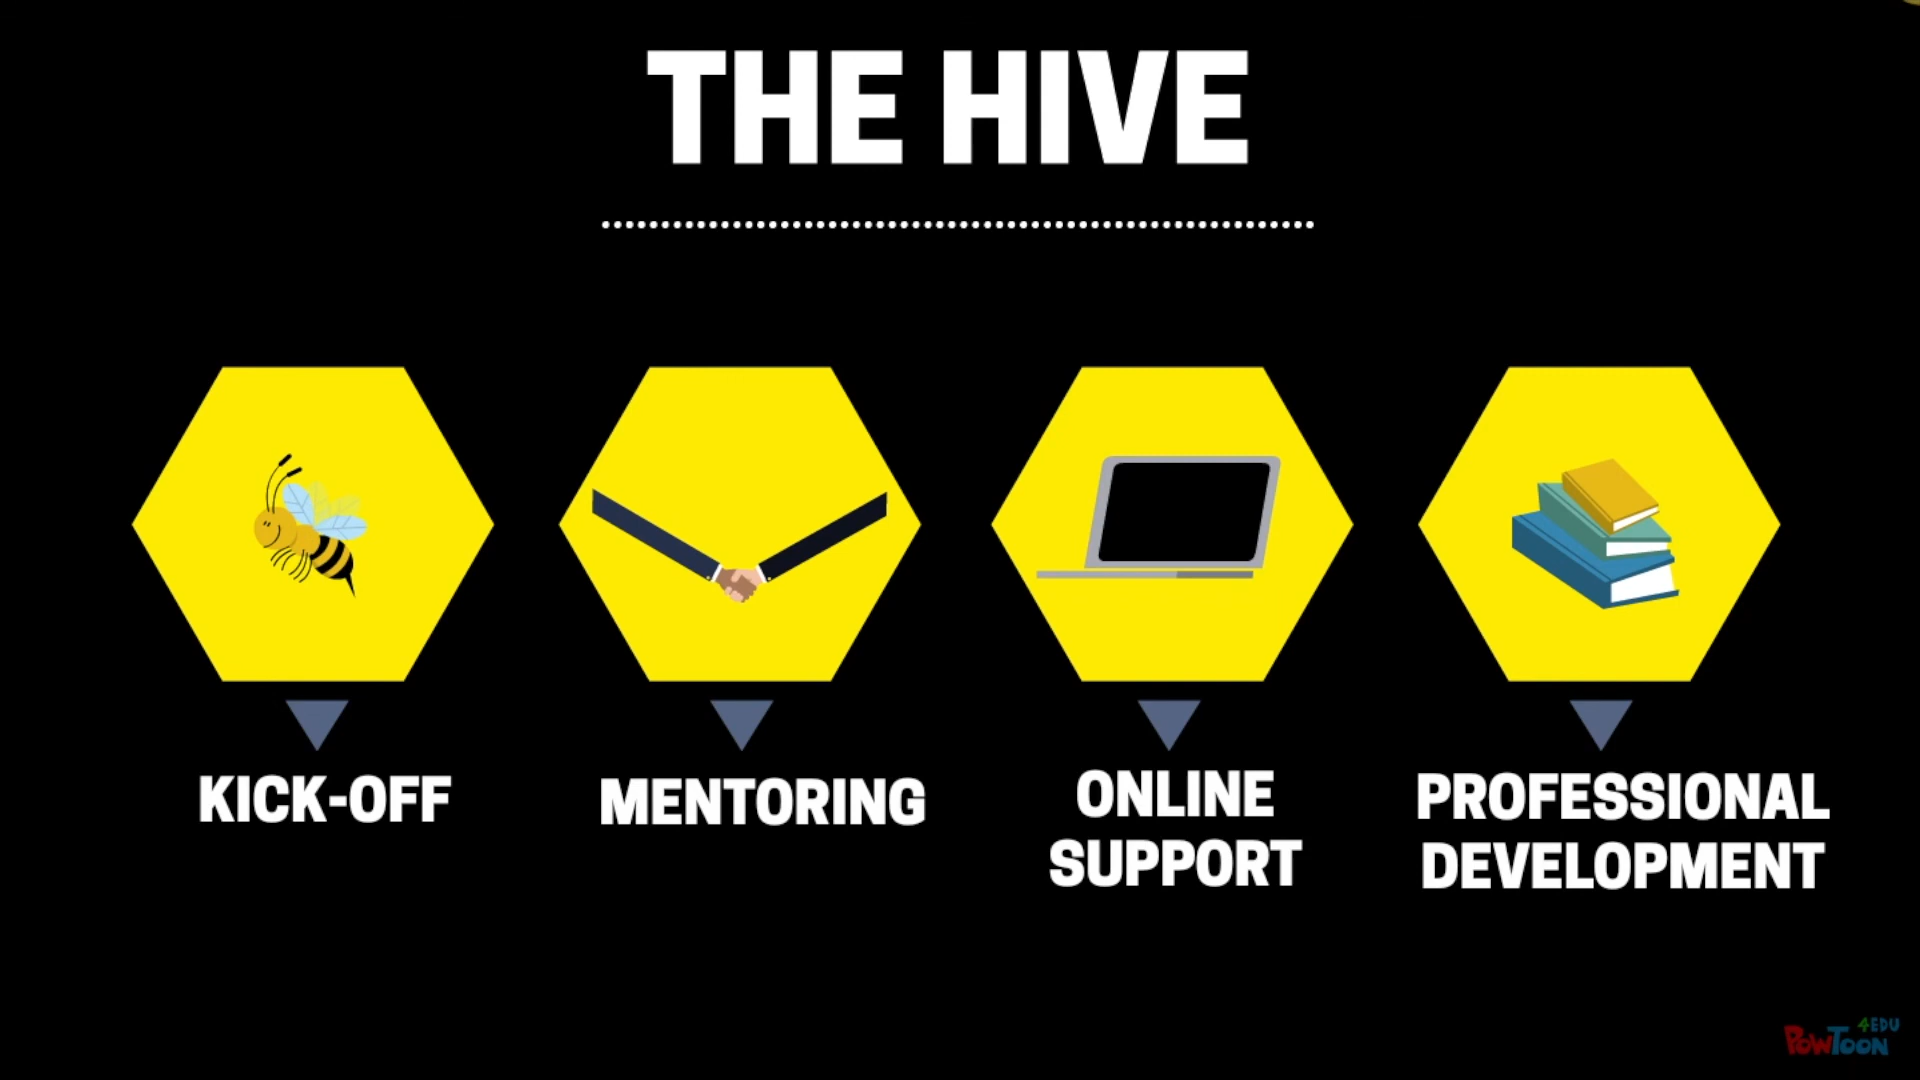 THE HIVE
KICK-OFF
MENTORING
ONLINE
SUPPORT
PROFESSIONAL
DEVELOPMENT
4EDU
POWTOON